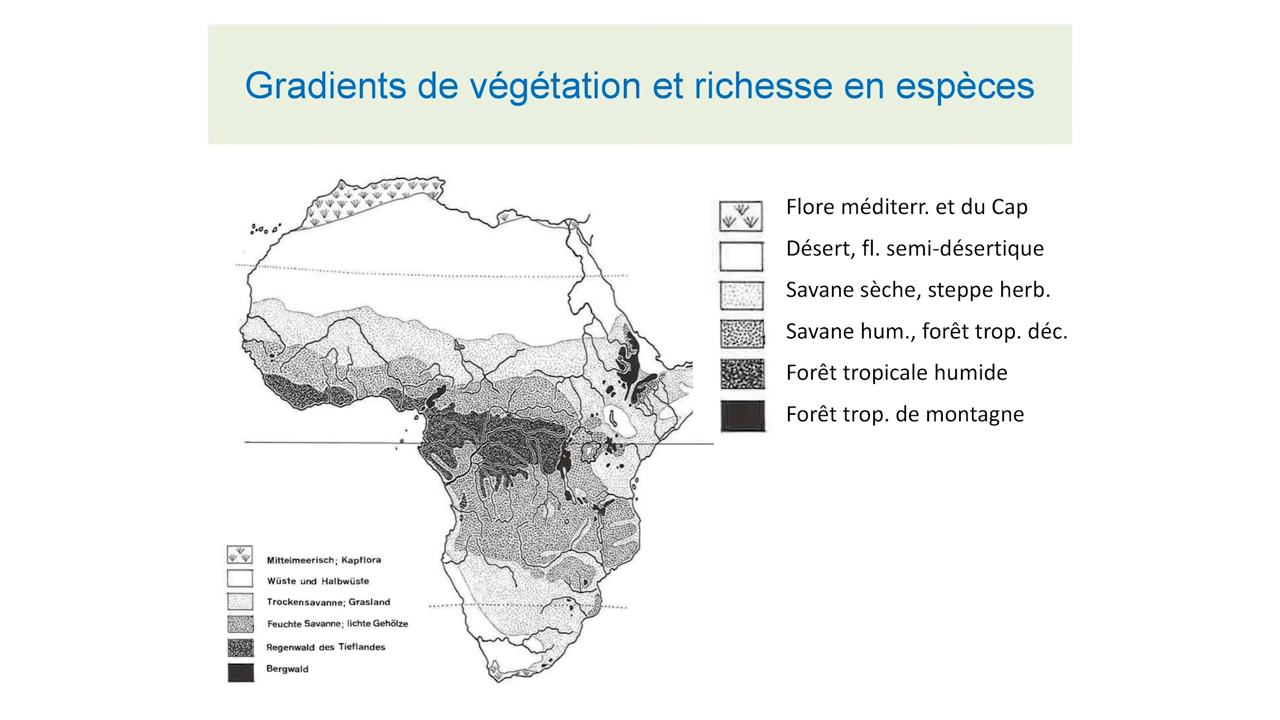 Gradients de végétation et richesse en espèces
Flore méditerr. et du Cap
Désert, fl. semi-désertique
Savane sèche, steppe herb.
Savane hum., forêt trop. déc.
Forêt tropicale humide
Forêt trop. de montagne
Mittelmeerisch; Kapflora
Wüste und Halbwüste
Trockensavanne; Grasland
Feuchte Savanne; lichte Gehölze
Regenwald des Tieflandes
Bergwald